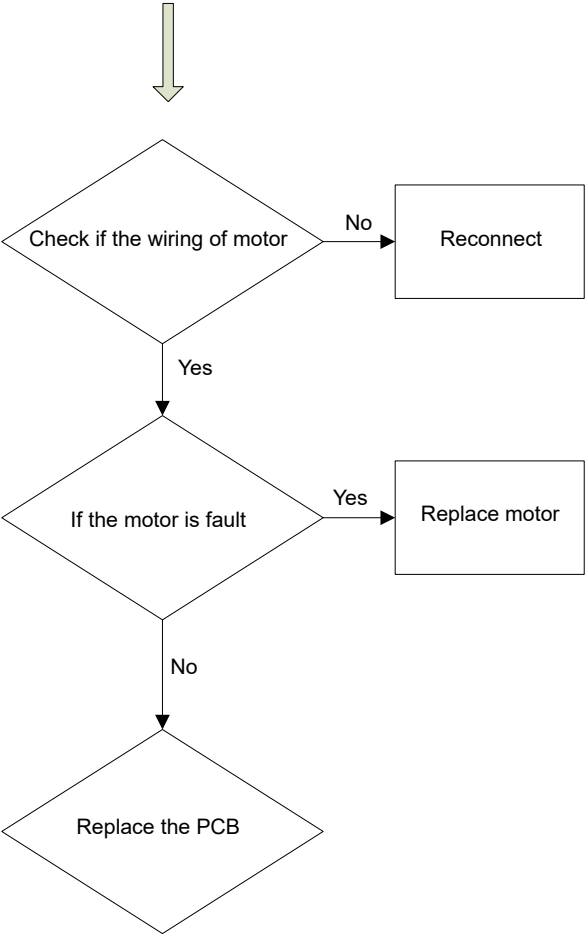 Check if the wiring of motor
No
Reconnect
Yes
If the motor is fault
Yes
Replace motor
No
Replace the PCB